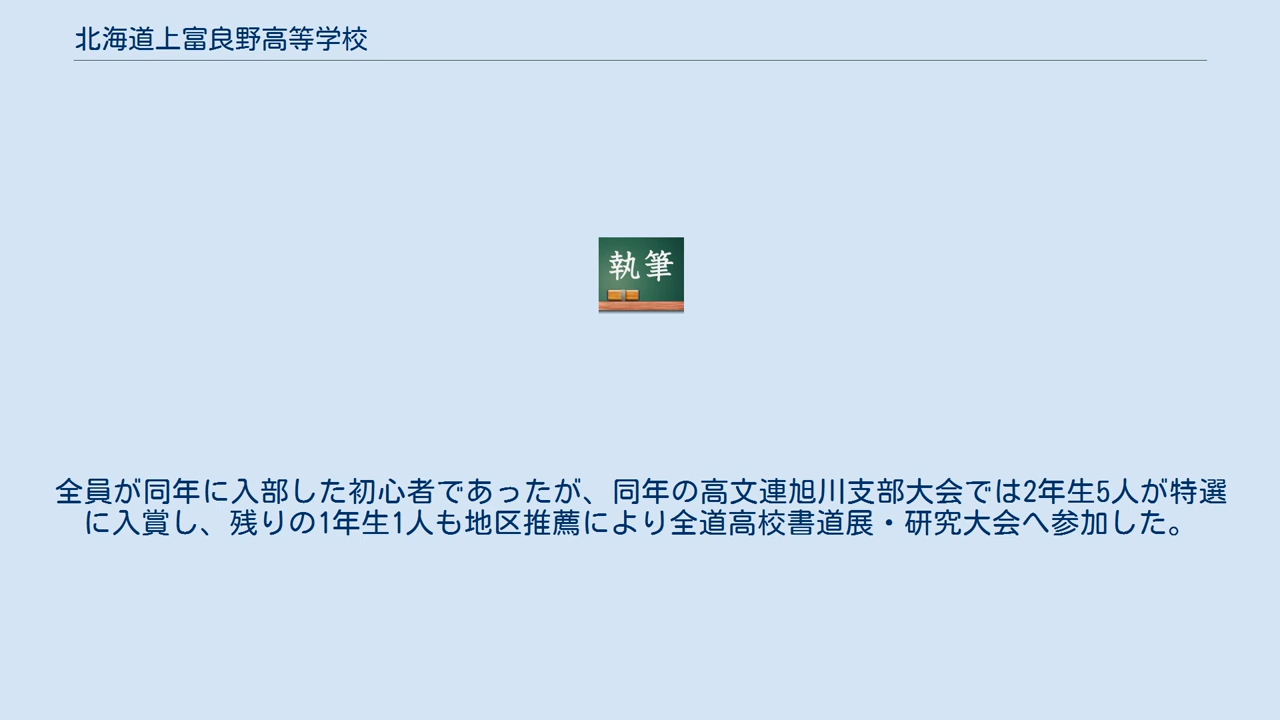 北海道上富良野高等学校
執筆
全員が同年に入部した初心者であったが、同年の高文連旭川支部大会では2年生5人が特選
に入賞し、残りの1年生1人も地区推薦により全道高校書道展・研究大会へ参加した。